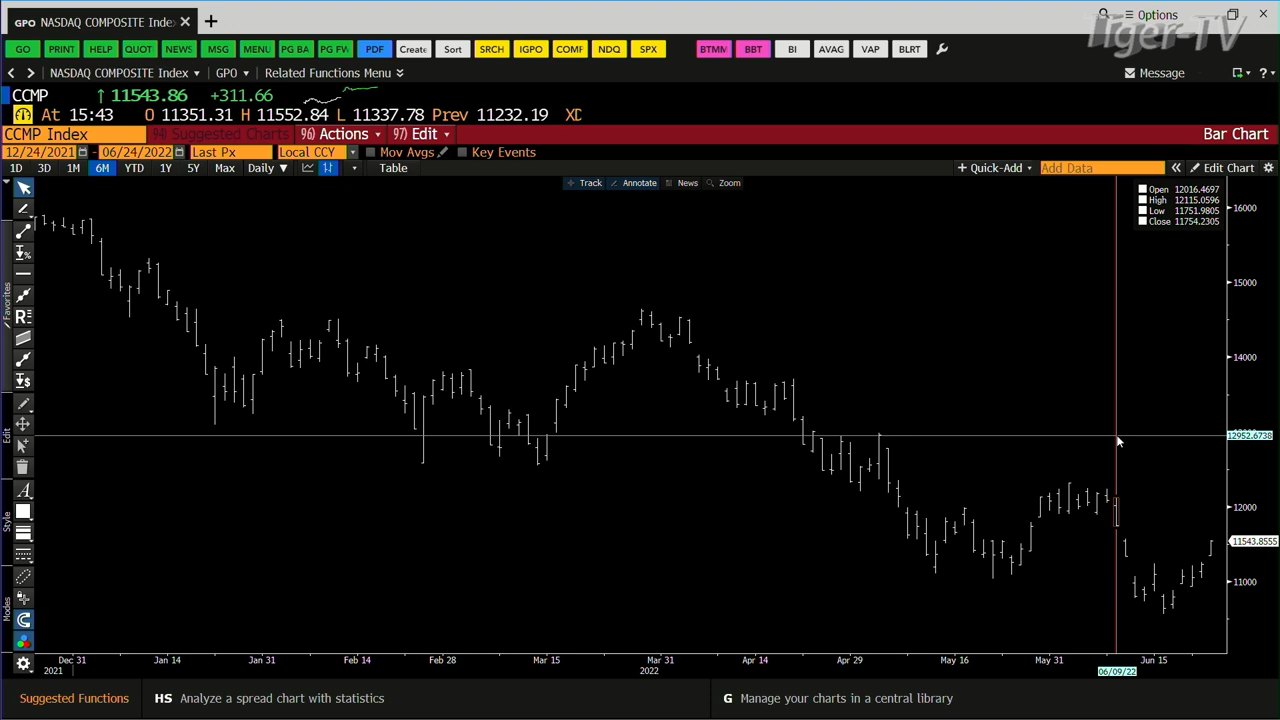 GPO NASDAQ COMPOSITE Index
Options
Tiger-TV
GO PRINT HELP QUOT NEWS MSG MENU PG BA PG FW PDF Create Sort SRCH IGPO COMF NDQ SPX BTMM BBT BI AVAG VAP BLRT
NASDAQ COMPOSITE Index GPO Related Functions Menu Message ?
CCMP ↑ 11543.86 +311.66
At 15:43 O 11351.31 H 11552.84 L 11337.78 Prev 11232.19
CCMP Index 94) Suggested Charts 96) Actions 97) Edit Bar Chart
12/24/2021 - 06/24/2022 Last Px Local CCY Mov Avgs Key Events
1D 3D 1M 6M YTD 1Y 5Y Max Daily ▼ Table + Quick-Add Add Data « Edit Chart
Track Annotate News Zoom
Open 12016.4697
High 12115.0596
Low 11751.9805
Close 11754.2305
16000
15000
14000
12952.6738
12000
11543.8555
11000
Favorites
Edit
Style
Modes
Dec 31 Jan 14 Jan 31 Feb 14 Feb 28 Mar 15 Mar 31 Apr 14 Apr 29 May 16 May 31 Jun 15
2021 2022 06/09/22
Suggested Functions HS Analyze a spread chart with statistics G Manage your charts in a central library